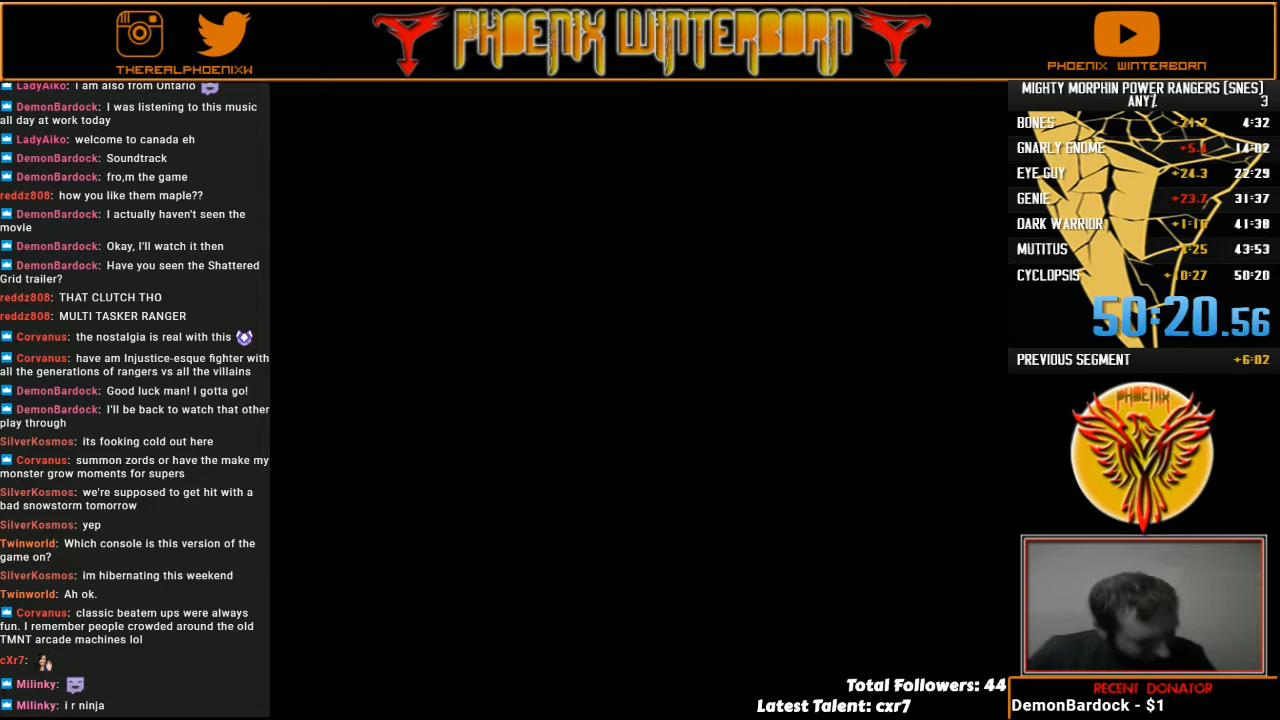 THEREALPHOENIXW
PHOENIX WINTERBORN
PHOENIX WINTERBORN
LadyAiko: I am also from Ontario
DemonBardock: I was listening to this music
all day at work today
LadyAiko: welcome to canada eh
DemonBardock: Soundtrack
DemonBardock: fro,m the game
reddz808: how you like them maple??
DemonBardock: I actually haven't seen the
movie
DemonBardock: Okay, I'll watch it then
DemonBardock: Have you seen the Shattered
Grid trailer?
reddz808: THAT CLUTCH THO
reddz808: MULTI TASKER RANGER
Corvanus: the nostalgia is real with this
Corvanus: have am Injustice-esque fighter with
all the generations of rangers vs all the villains
DemonBardock: Good luck man! I gotta go!
DemonBardock: I'll be back to watch that other
play through
SilverKosmos: its fooking cold out here
Corvanus: summon zords or have the make my
monster grow moments for supers
SilverKosmos: we're supposed to get hit with a
bad snowstorm tomorrow
SilverKosmos: yep
Twinworld: Which console is this version of the
game on?
SilverKosmos: im hibernating this weekend
Twinworld: Ah ok.
Corvanus: classic beatem ups were always
fun. I remember people crowded around the old
TMNT arcade machines lol
cXr7:
Milinky:
Milinky: i r ninja
MIGHTY MORPHIN POWER RANGERS [SNES]
ANY% 3
BONES +21.2 4:32
GNARLY GNOME +5.4 14:02
EYE GUY +24.3 22:29
GENIE +23.7 31:37
DARK WARRIOR 41:38
MUTITUS 43:53
CYCLOPSIS 50:20
50:20.56
PREVIOUS SEGMENT +6:02
PHOENIX
Total Followers: 44
Latest Talent: cxr7
RECENT DONATOR
DemonBardock - $1